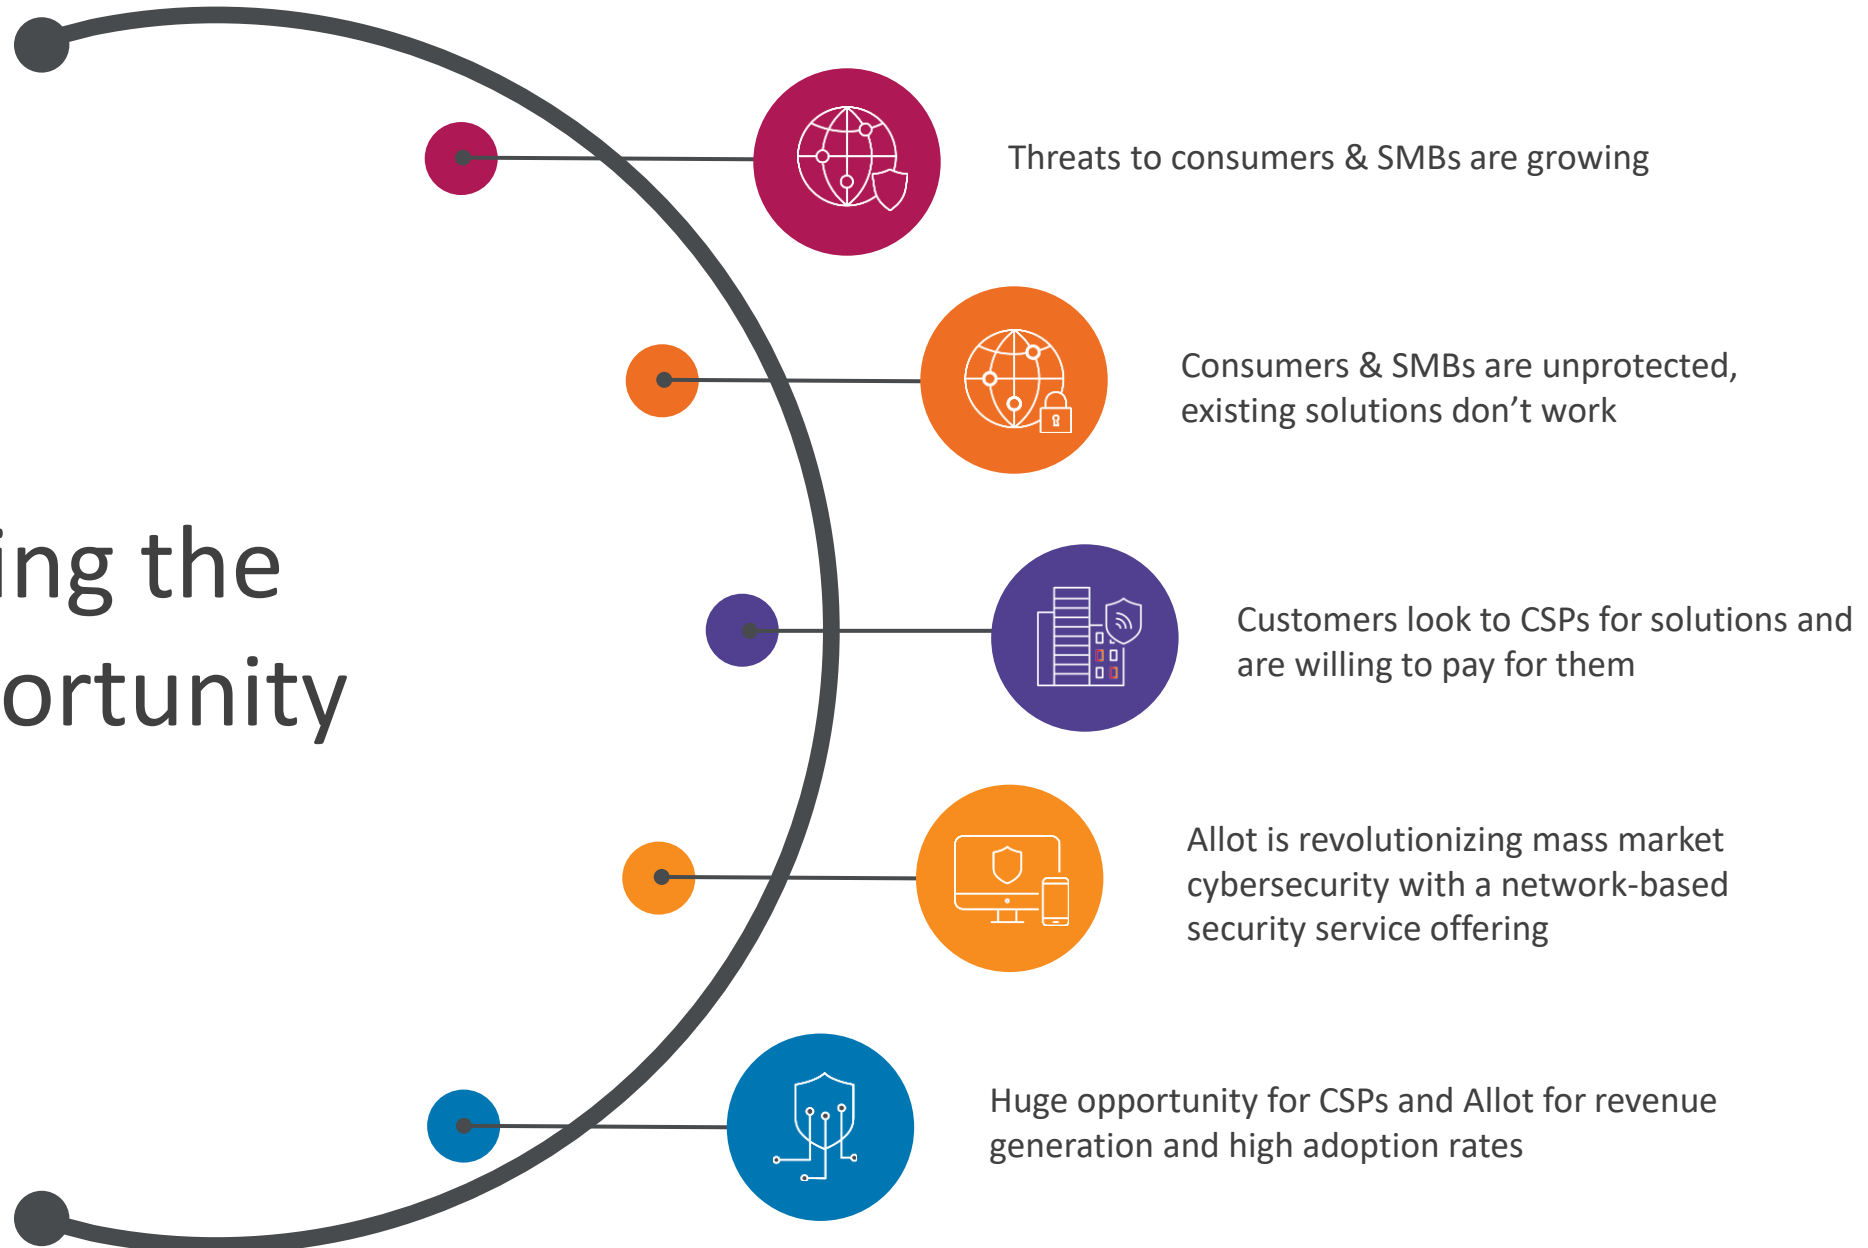 ing the
ortunity
Threats to consumers & SMBs are growing
Consumers & SMBs are unprotected,
existing solutions don’t work
Customers look to CSPs for solutions and
are willing to pay for them
Allot is revolutionizing mass market
cybersecurity with a network-based
security service offering
Huge opportunity for CSPs and Allot for revenue
generation and high adoption rates